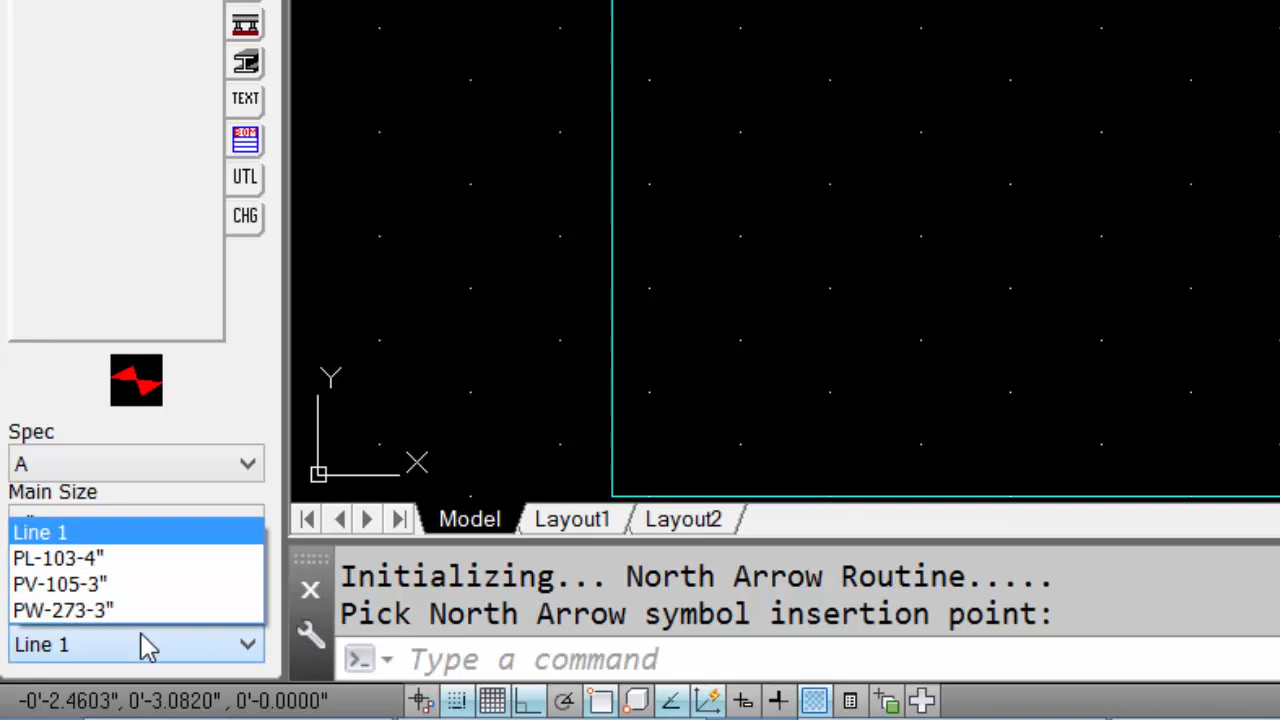 TEXT
BOM
UTL
CHG
Y
X
Spec
A
Main Size
Line 1
PL-103-4"
PV-105-3"
PW-273-3"
Line 1
Model
Layout1
Layout2
Initializing... North Arrow Routine.....
Pick North Arrow symbol insertion point:
Type a command
-0'-2.4603", 0'-3.0820" , 0'-0.0000"